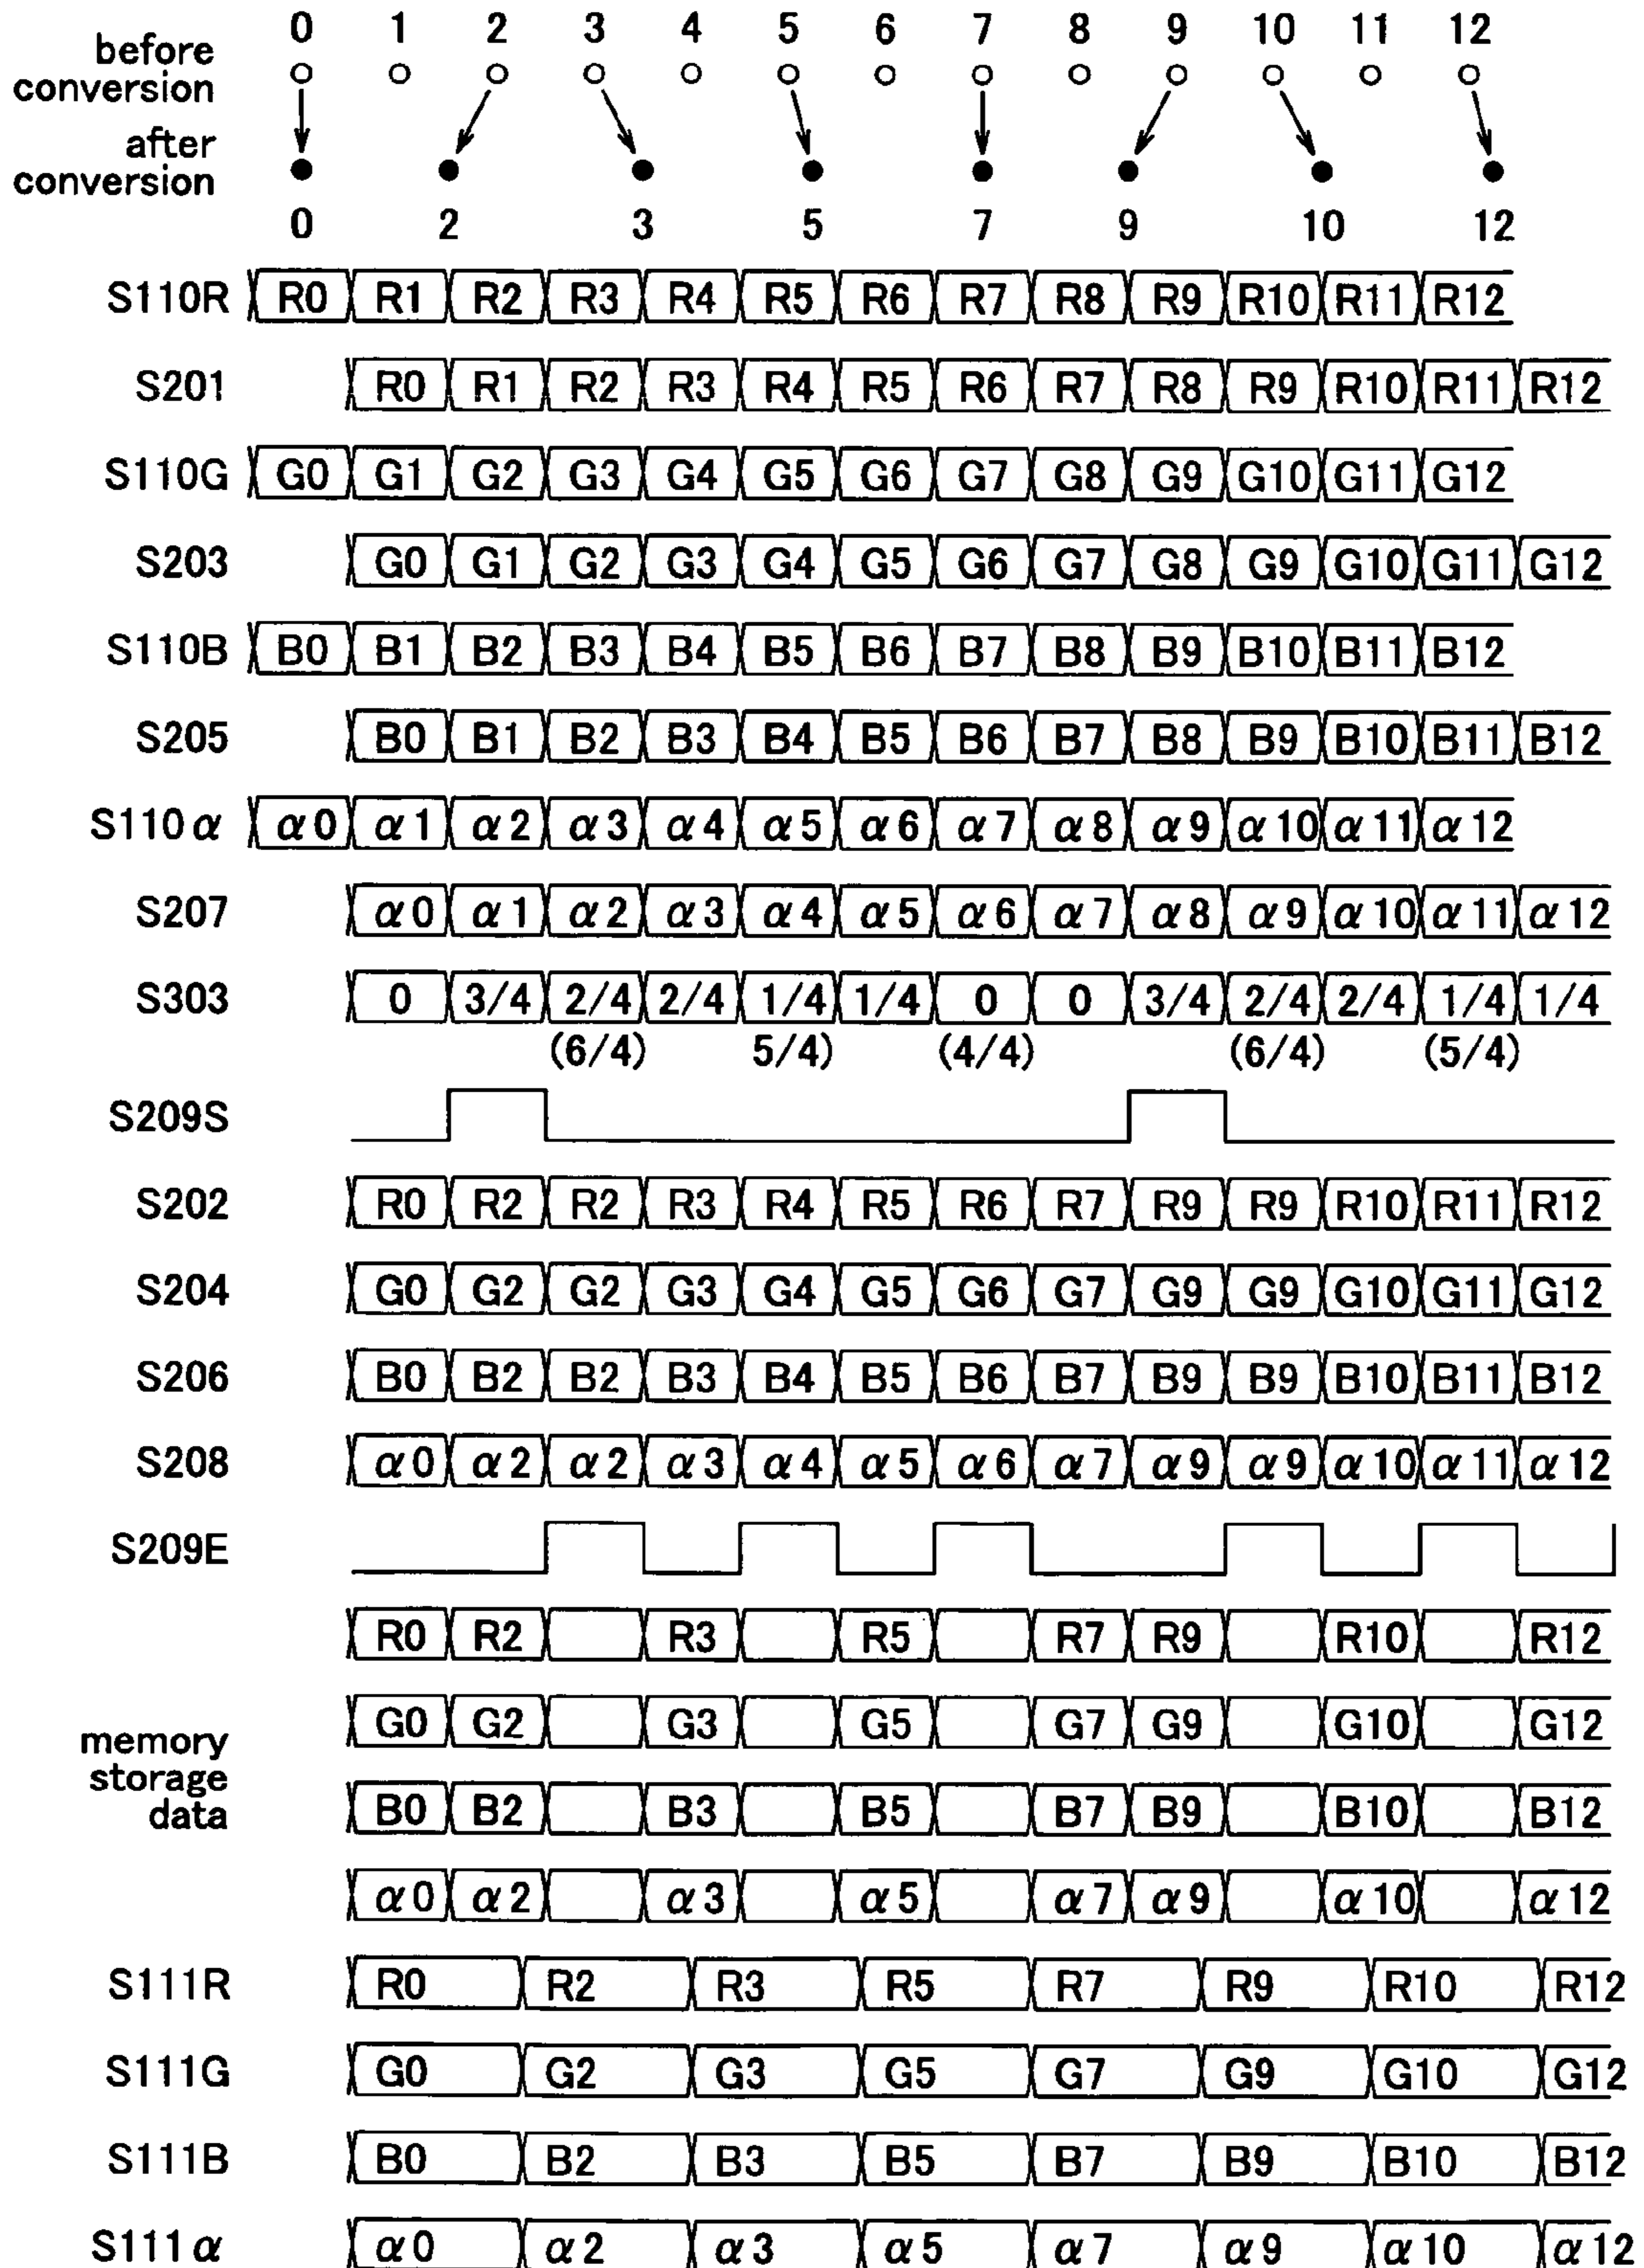 0 1 2 3 4 5 6 7 8 9 10 11 12
before
conversion
after
conversion
0 2 3 5 7 9 10 12
S110R R0 R1 R2 R3 R4 R5 R6 R7 R8 R9 R10 R11 R12
S201 R0 R1 R2 R3 R4 R5 R6 R7 R8 R9 R10 R11 R12
S110G G0 G1 G2 G3 G4 G5 G6 G7 G8 G9 G10 G11 G12
S203 G0 G1 G2 G3 G4 G5 G6 G7 G8 G9 G10 G11 G12
S110B B0 B1 B2 B3 B4 B5 B6 B7 B8 B9 B10 B11 B12
S205 B0 B1 B2 B3 B4 B5 B6 B7 B8 B9 B10 B11 B12
S110α α0 α1 α2 α3 α4 α5 α6 α7 α8 α9 α10 α11 α12
S207 α0 α1 α2 α3 α4 α5 α6 α7 α8 α9 α10 α11 α12
S303 0 3/4 2/4 2/4 1/4 1/4 0 0 3/4 2/4 2/4 1/4 1/4
(6/4) 5/4) (4/4) (6/4) (5/4)
S209S
S202 R0 R2 R2 R3 R4 R5 R6 R7 R9 R9 R10 R11 R12
S204 G0 G2 G2 G3 G4 G5 G6 G7 G9 G9 G10 G11 G12
S206 B0 B2 B2 B3 B4 B5 B6 B7 B9 B9 B10 B11 B12
S208 α0 α2 α2 α3 α4 α5 α6 α7 α9 α9 α10 α11 α12
S209E
R0 R2 R3 R5 R7 R9 R10 R12
G0 G2 G3 G5 G7 G9 G10 G12
memory
storage
data
B0 B2 B3 B5 B7 B9 B10 B12
α0 α2 α3 α5 α7 α9 α10 α12
S111R R0 R2 R3 R5 R7 R9 R10 R12
S111G G0 G2 G3 G5 G7 G9 G10 G12
S111B B0 B2 B3 B5 B7 B9 B10 B12
S111α α0 α2 α3 α5 α7 α9 α10 α12